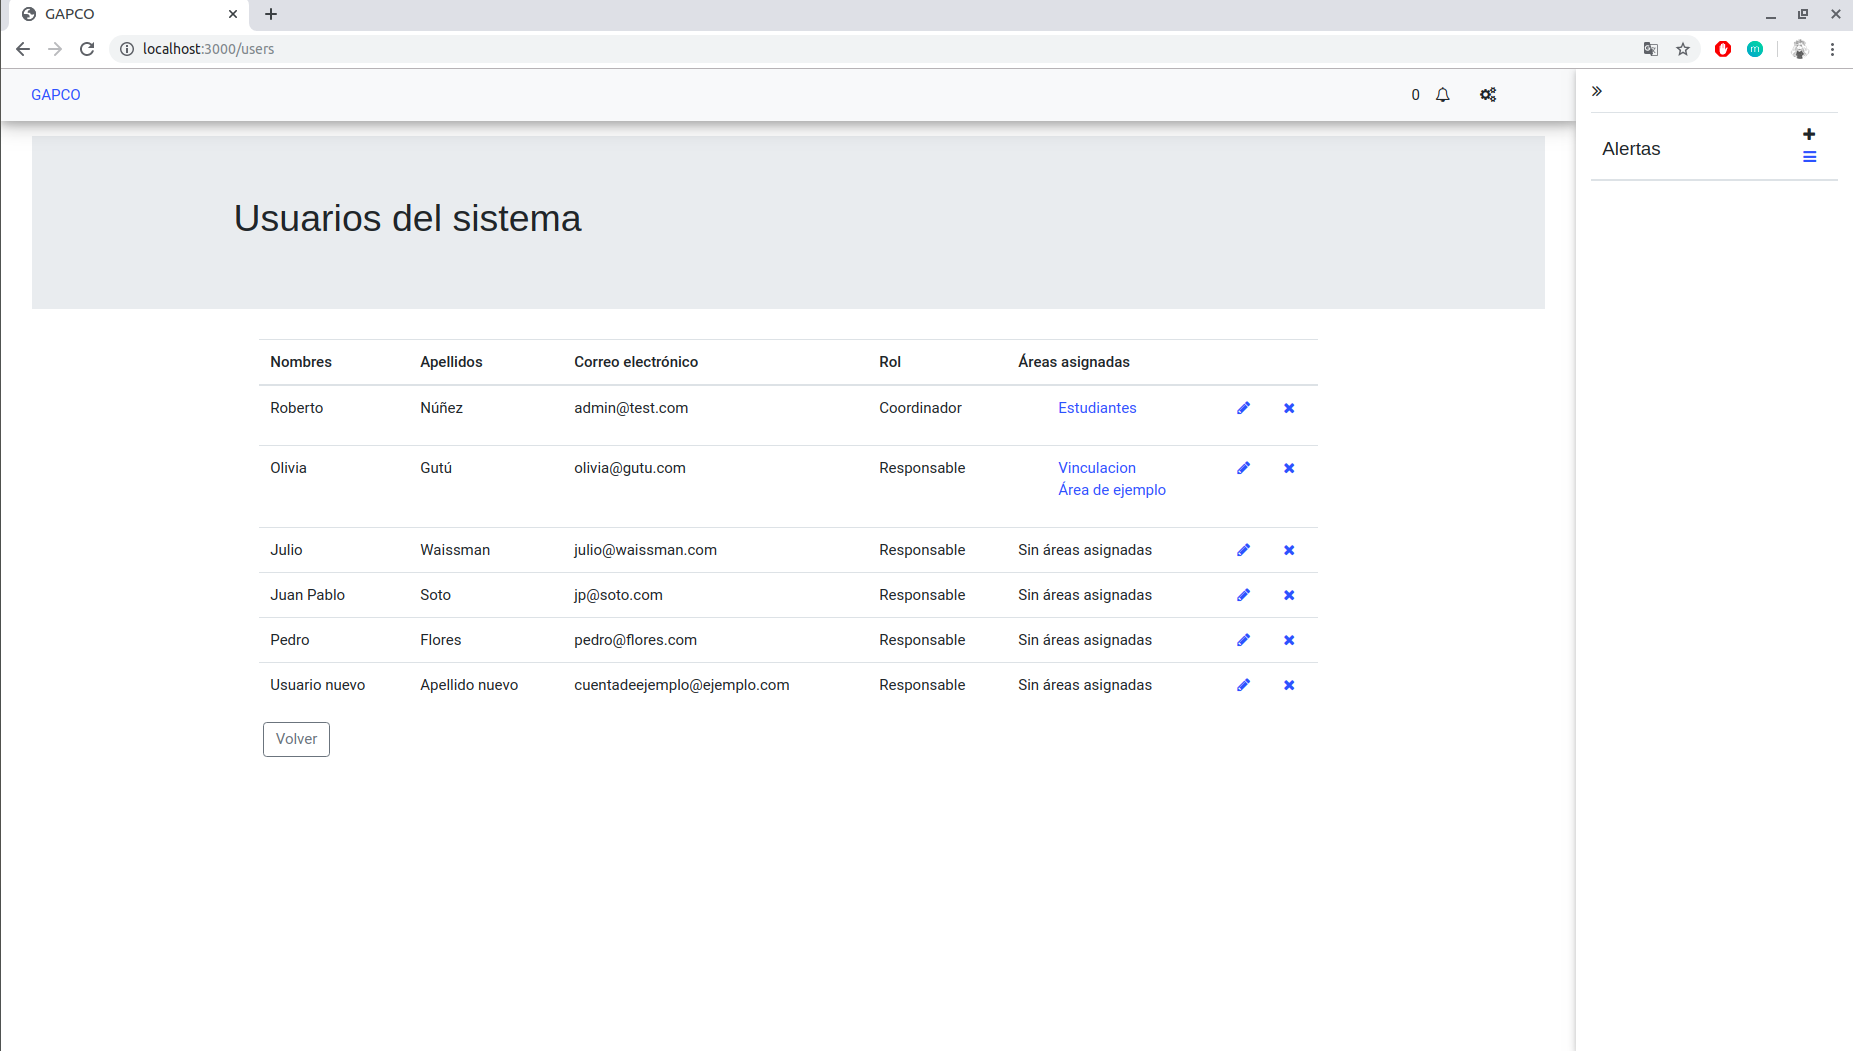 GAPCO
localhost:3000/users
GAPCO
0
Alertas
Usuarios del sistema
Nombres Apellidos Correo electrónico Rol Áreas asignadas
Roberto Núñez admin@test.com Coordinador Estudiantes
Olivia Gutú olivia@gutu.com Responsable Vinculacion
Área de ejemplo
Julio Waissman julio@waissman.com Responsable Sin áreas asignadas
Juan Pablo Soto jp@soto.com Responsable Sin áreas asignadas
Pedro Flores pedro@flores.com Responsable Sin áreas asignadas
Usuario nuevo Apellido nuevo cuentadeejemplo@ejemplo.com Responsable Sin áreas asignadas
Volver